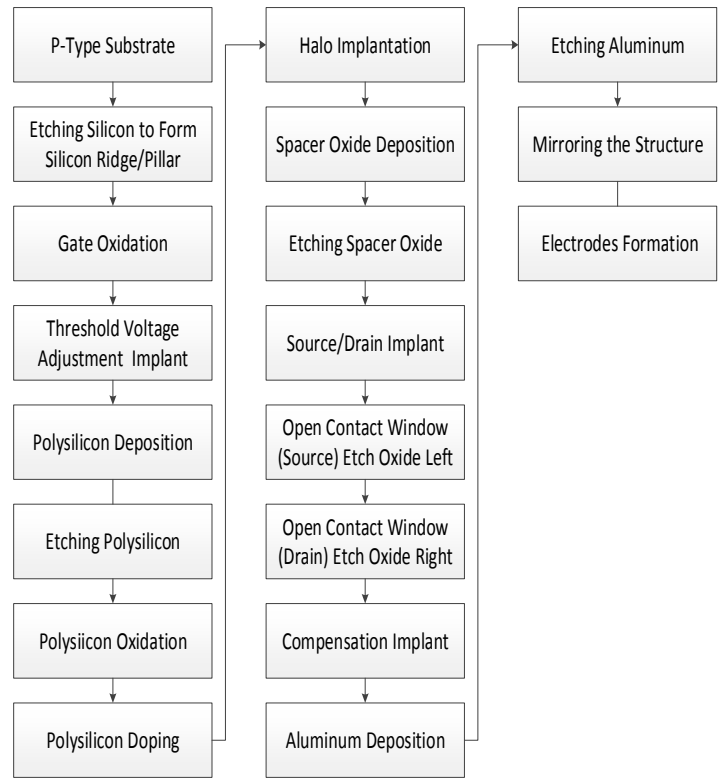 P-Type Substrate
Etching Silicon to Form
Silicon Ridge/Pillar
Gate Oxidation
Threshold Voltage
Adjustment Implant
Polysilicon Deposition
Etching Polysilicon
Polysiicon Oxidation
Polysilicon Doping
Halo Implantation
Spacer Oxide Deposition
Etching Spacer Oxide
Source/Drain Implant
Open Contact Window
(Source) Etch Oxide Left
Open Contact Window
(Drain) Etch Oxide Right
Compensation Implant
Aluminum Deposition
Etching Aluminum
Mirroring the Structure
Electrodes Formation